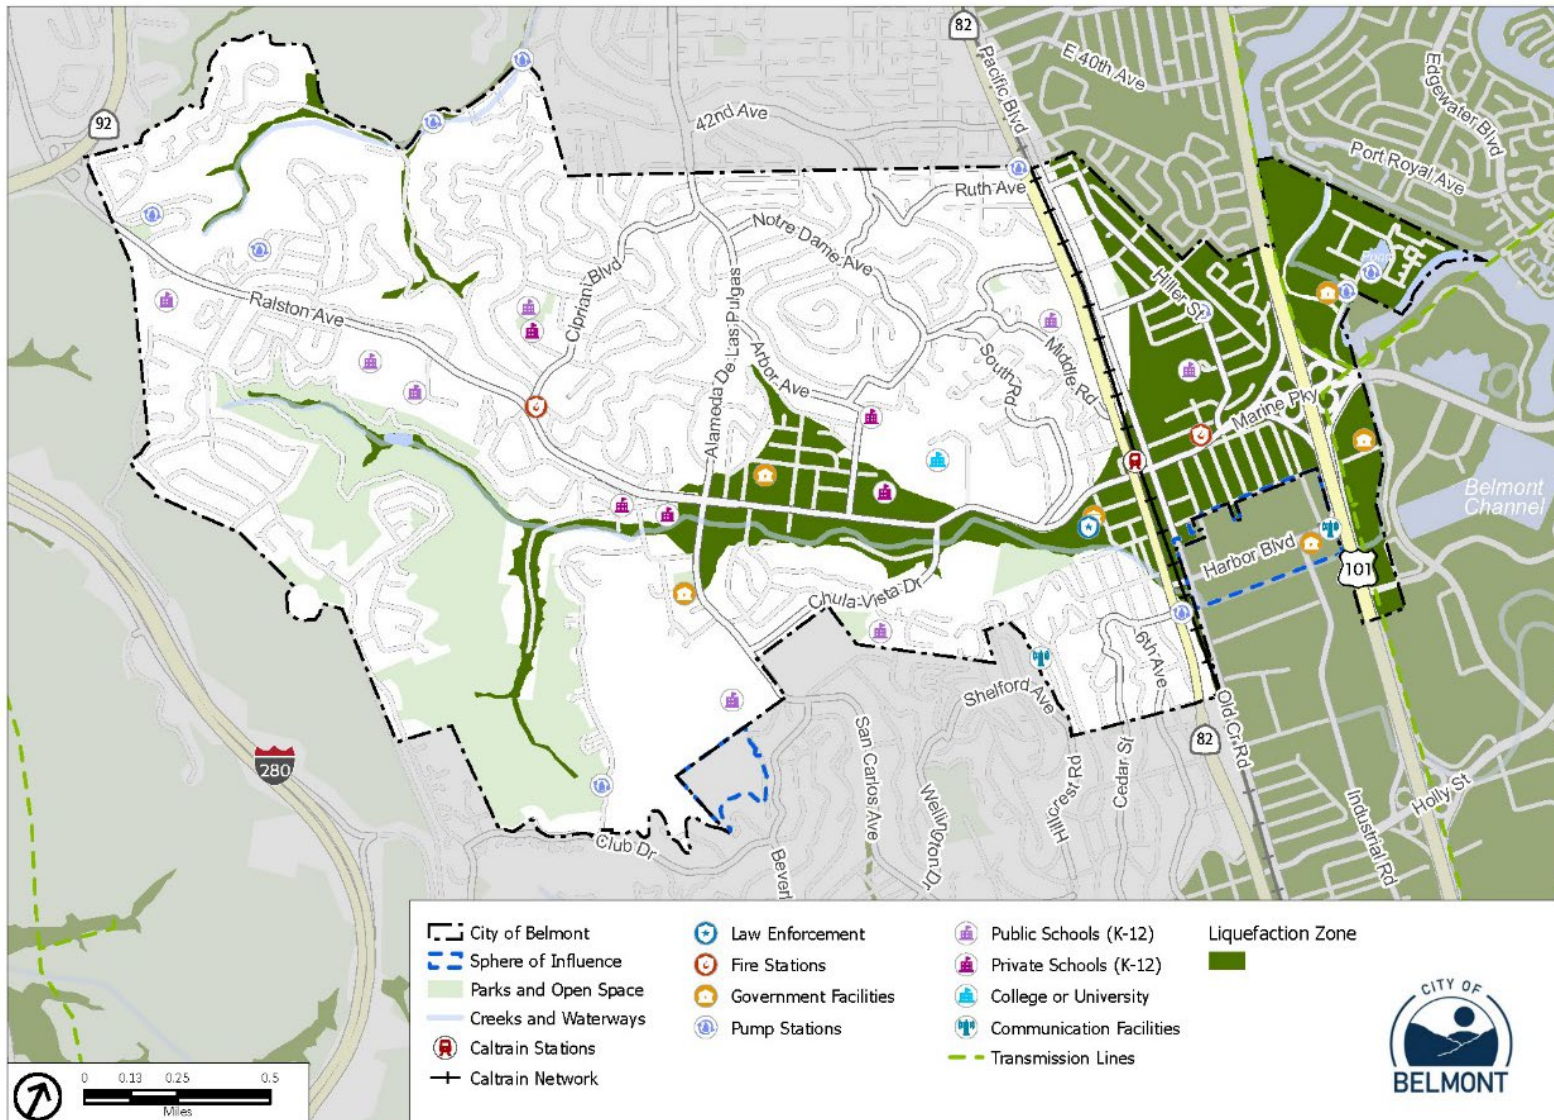 82
Pacific Blvd
E 40th Ave
Edgewater Blvd
92
42nd Ave
Port Royal Ave
Ruth Ave
Notre Dame Ave
Cipriani Blvd
Hiller St
Pond
Ralston Ave
Alameda De Las Pulgas
Arbor Ave
South Rd
Middle Rd
Marine Pky
Belmont
Channel
Harbor Blvd
101
Chula Vista Dr
6th Ave
Shelford Ave
Old Cr. Rd
82
280
San Carlos Ave
Wellington Dr
Hillcrest Rd
Cedar St
Industrial Rd
Holly St
Club Dr
Beverl
City of Belmont
Sphere of Influence
Parks and Open Space
Creeks and Waterways
Caltrain Stations
Caltrain Network
Law Enforcement
Fire Stations
Government Facilities
Pump Stations
Public Schools (K-12)
Private Schools (K-12)
College or University
Communication Facilities
Transmission Lines
Liquefaction Zone
0 0.13 0.25 0.5
Miles
CITY OF
BELMONT